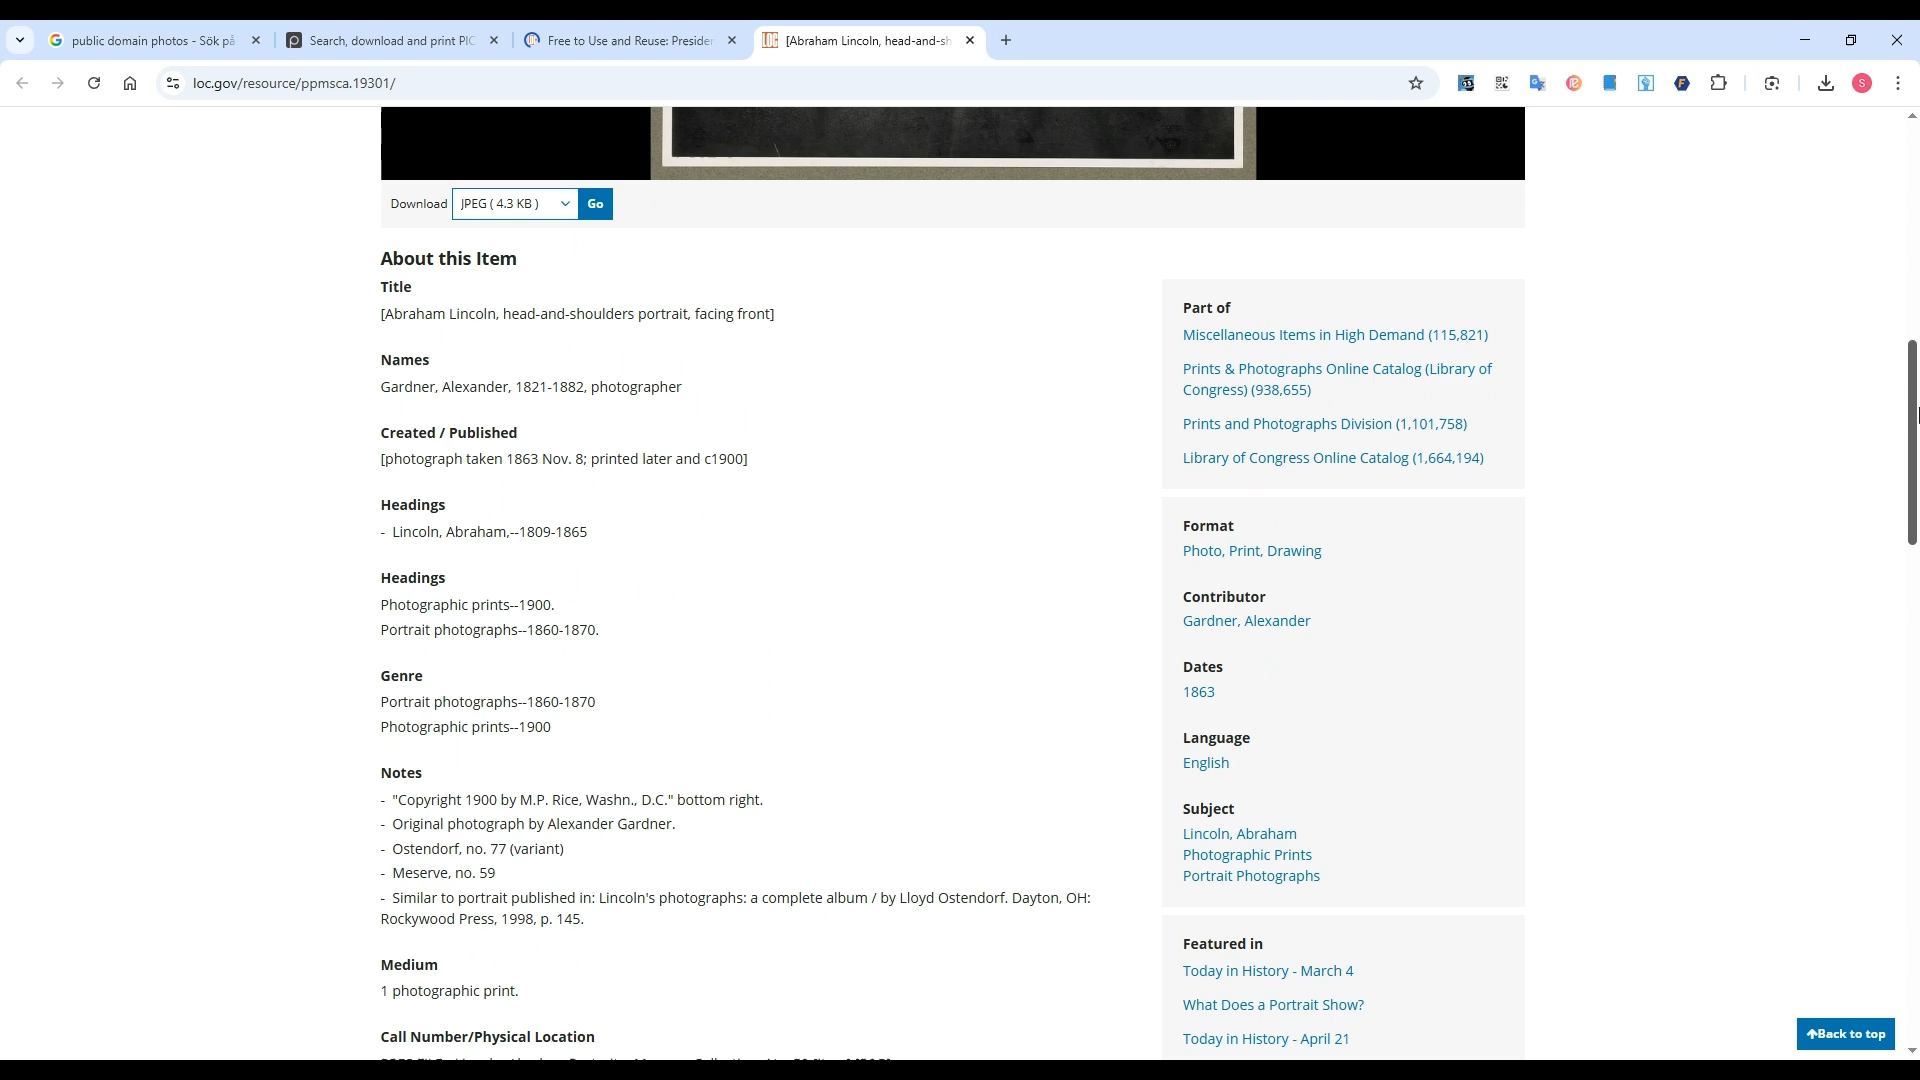 public domain photos - Sök på
Search, download and print PIC
Free to Use and Reuse: Presiden
[Abraham Lincoln, head-and-sh
loc.gov/resource/ppmsca.19301/
S
Download JPEG ( 4.3 KB ) Go
About this Item
Title
[Abraham Lincoln, head-and-shoulders portrait, facing front]
Names
Gardner, Alexander, 1821-1882, photographer
Created / Published
[photograph taken 1863 Nov. 8; printed later and c1900]
Headings
- Lincoln, Abraham,--1809-1865
Headings
Photographic prints--1900.
Portrait photographs--1860-1870.
Genre
Portrait photographs--1860-1870
Photographic prints--1900
Notes
- "Copyright 1900 by M.P. Rice, Washn., D.C." bottom right.
- Original photograph by Alexander Gardner.
- Ostendorf, no. 77 (variant)
- Meserve, no. 59
- Similar to portrait published in: Lincoln's photographs: a complete album / by Lloyd Ostendorf. Dayton, OH:
Rockywood Press, 1998, p. 145.
Medium
1 photographic print.
Call Number/Physical Location
Part of
Miscellaneous Items in High Demand (115,821)
Prints & Photographs Online Catalog (Library of
Congress) (938,655)
Prints and Photographs Division (1,101,758)
Library of Congress Online Catalog (1,664,194)
Format
Photo, Print, Drawing
Contributor
Gardner, Alexander
Dates
1863
Language
English
Subject
Lincoln, Abraham
Photographic Prints
Portrait Photographs
Featured in
Today in History - March 4
What Does a Portrait Show?
Today in History - April 21
Back to top